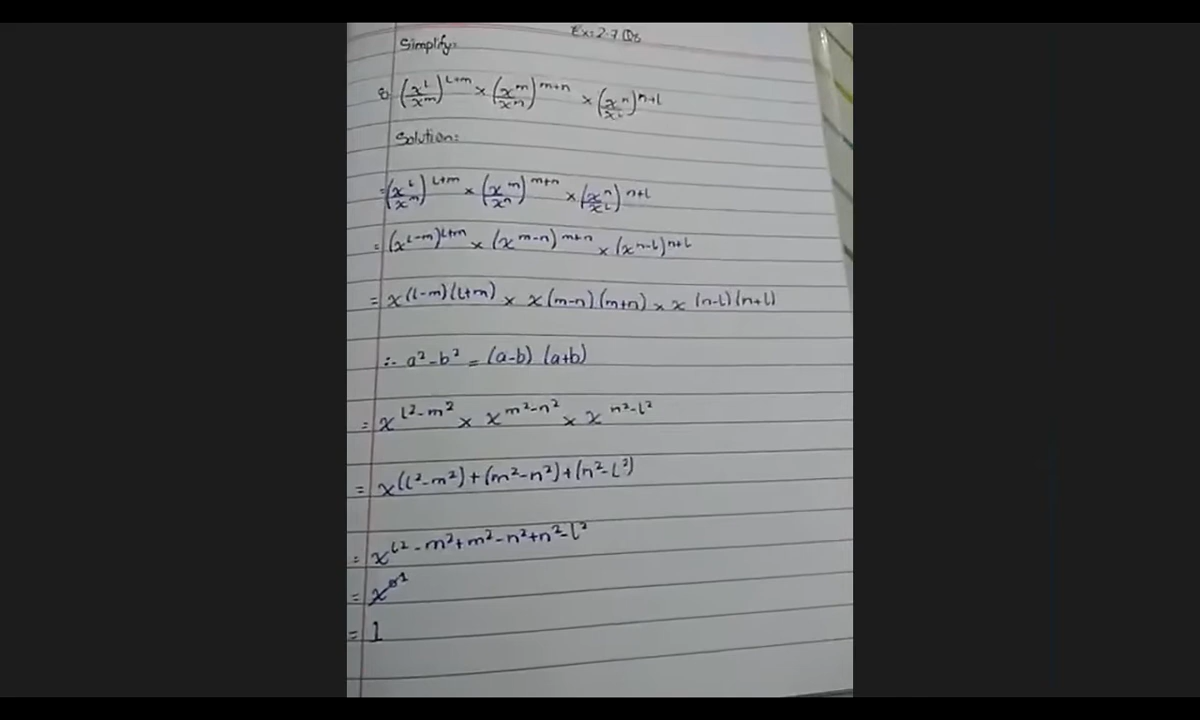 Ex: 2.7 Q8
Simplify:
8. (x^l/x^m)^l+m × (x^m/x^n)^m+n × (x^n/x^l)^n+l
Solution:
=(x^l/x^m)^l+m × (x^m/x^n)^m+n × (x^n/x^l)^n+l
= (x^l-m)^l+m × (x^m-n)^m+n × (x^n-l)^n+l
= x^(l-m)(l+m) × x^(m-n)(m+n) × x^(n-l)(n+l)
∴ a²-b² = (a-b) (a+b)
= x^l²-m² × x^m²-n² × x^n²-l²
= x^(l²-m²)+(m²-n²)+(n²-l²)
= x^l²-m²+m²-n²+n²-l²
= x^0 1
= 1